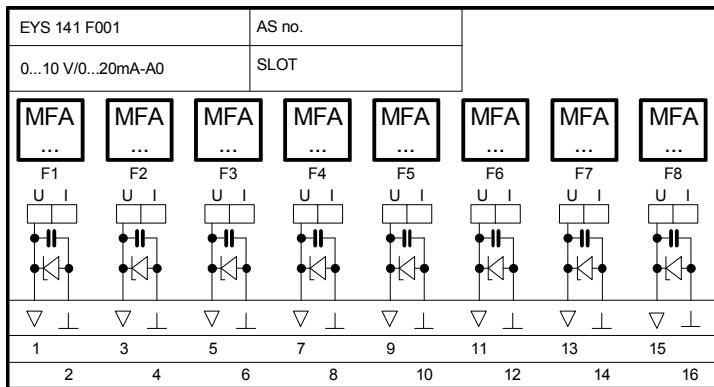 EYS 141 F001 AS no.
0...10 V/0...20mA-A0 SLOT
MFA MFA MFA MFA MFA MFA MFA MFA
... ... ... ... ... ... ... ...
F1 F2 F3 F4 F5 F6 F7 F8
U I U I U I U I U I U I U I U I
1 3 5 7 9 11 13 15
2 4 6 8 10 12 14 16